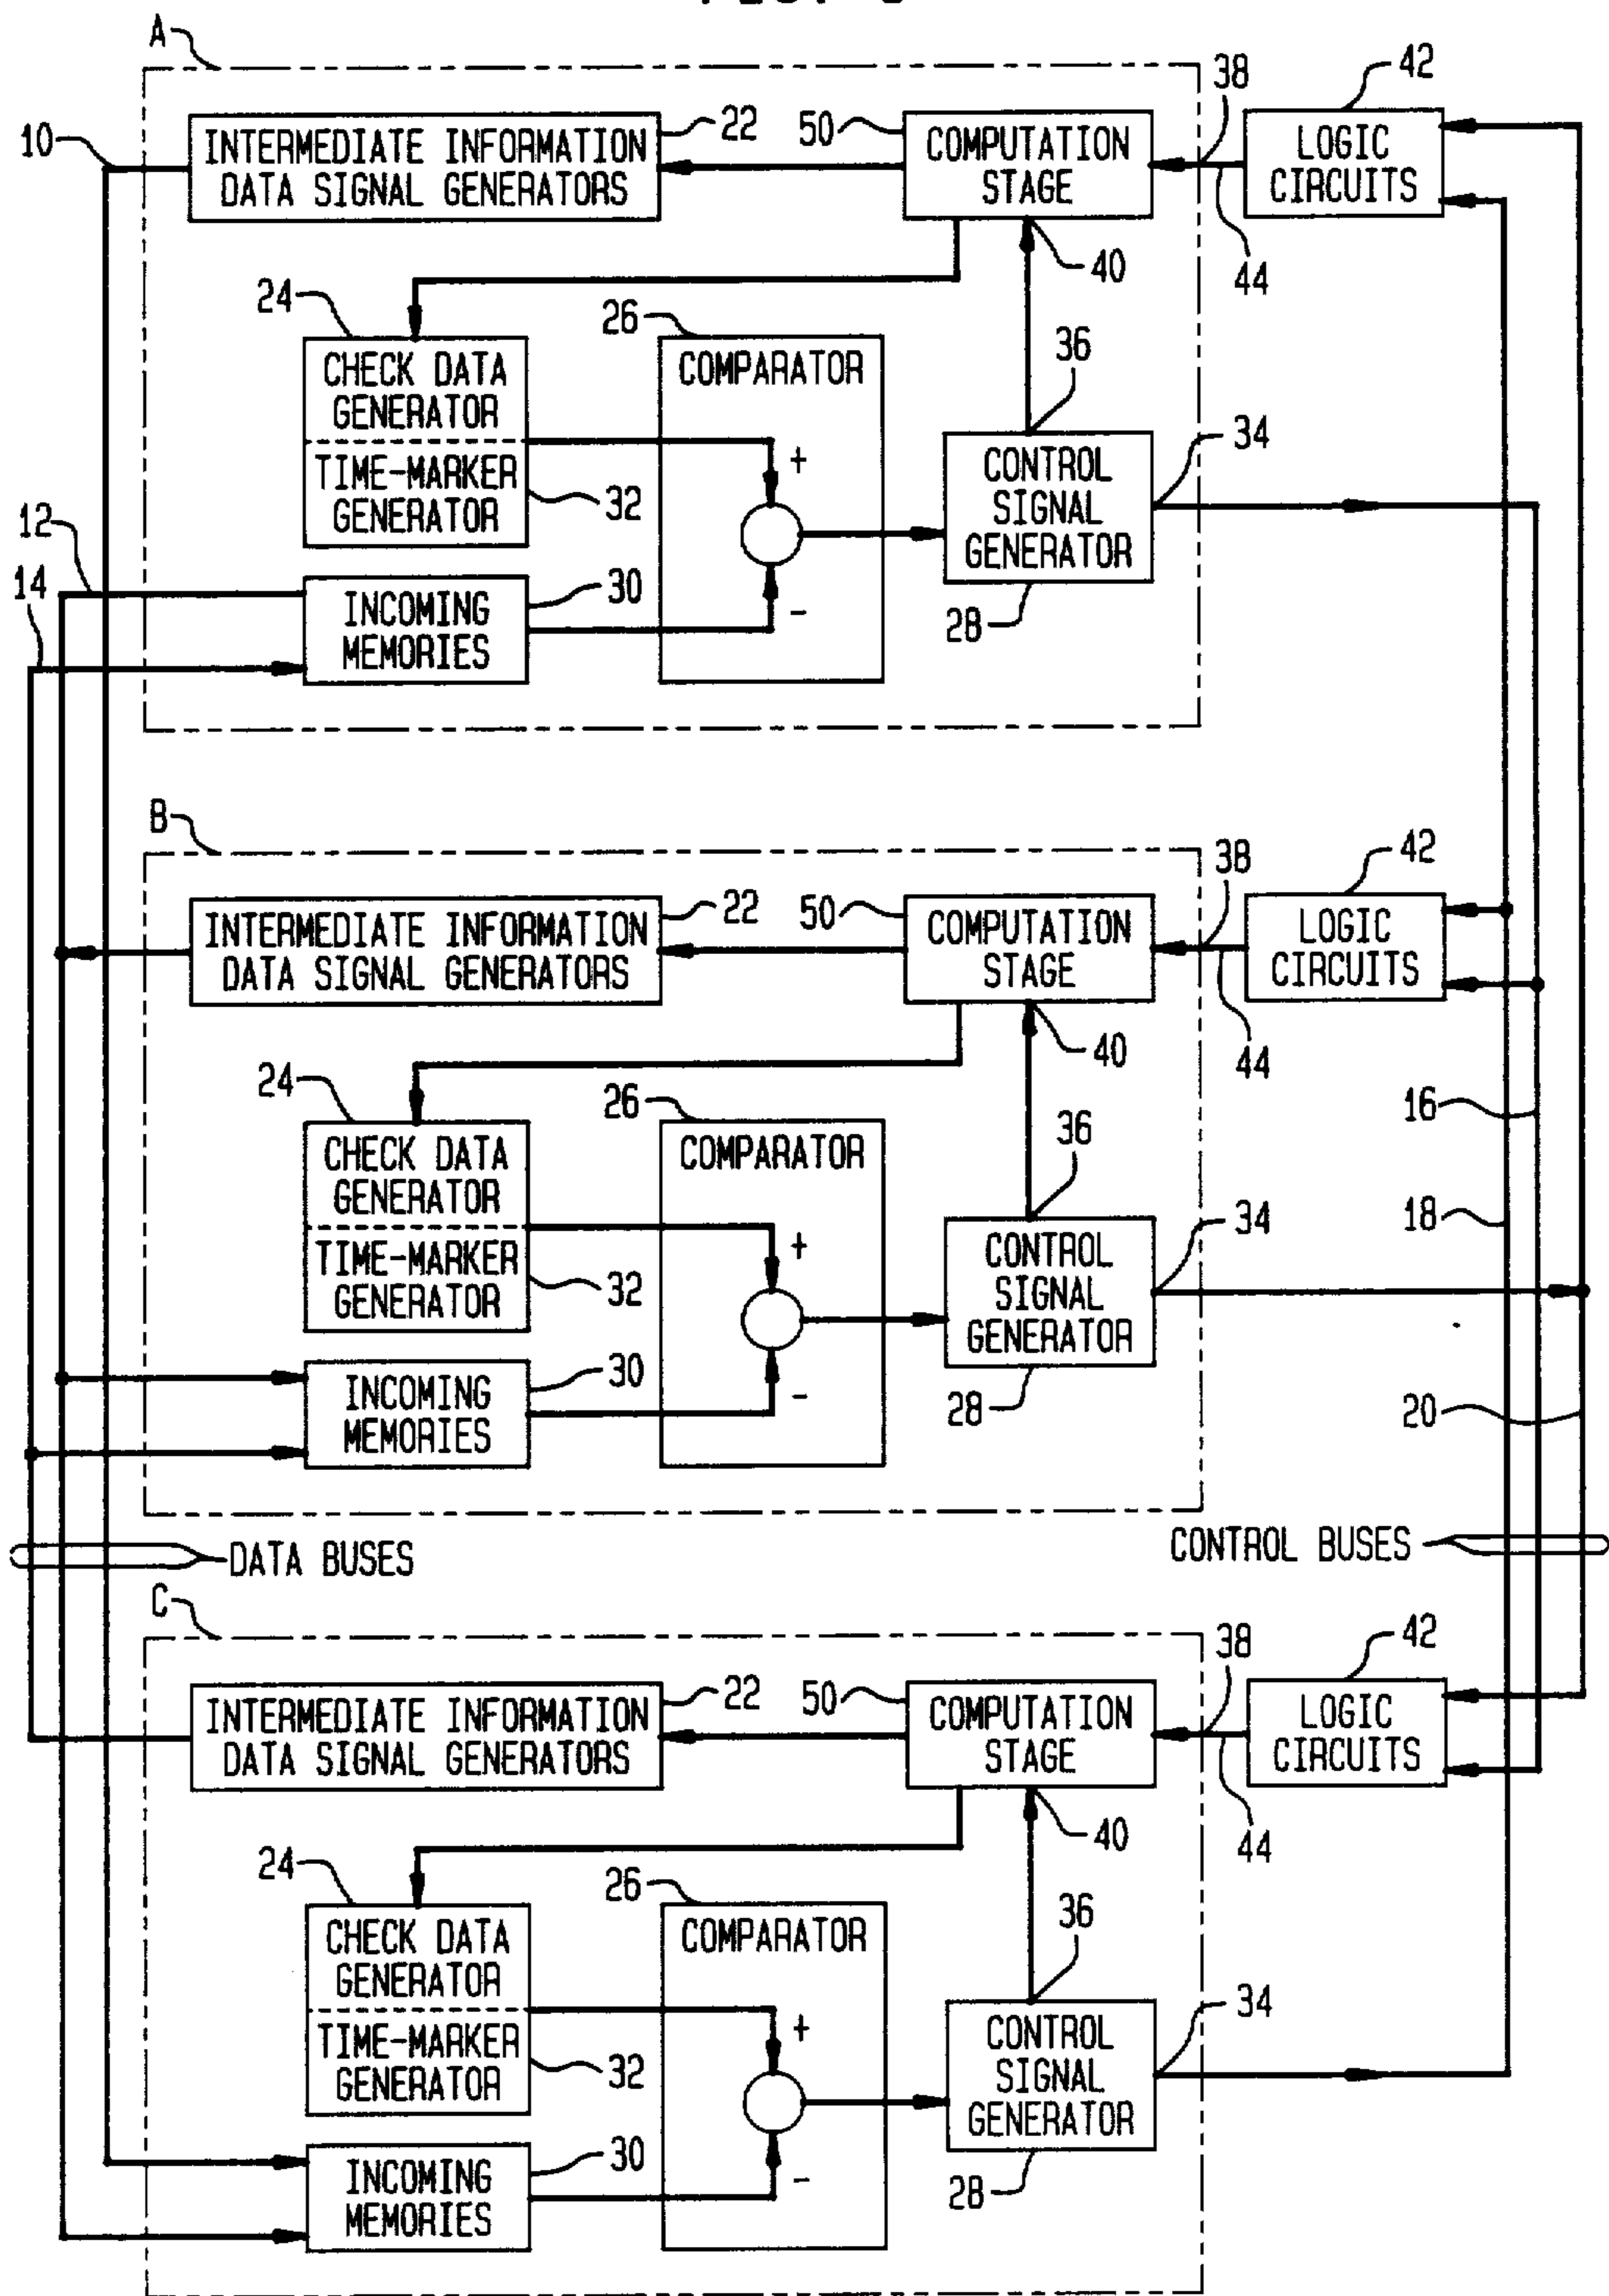 A
38
42
10
INTERMEDIATE INFORMATION
DATA SIGNAL GENERATORS
22
50
COMPUTATION
STAGE
LOGIC
CIRCUITS
40
44
24
26
36
CHECK DATA
GENERATOR
COMPARATOR
34
TIME-MARKER
GENERATOR
32
+
CONTROL
SIGNAL
GENERATOR
12
14
INCOMING
MEMORIES
30
-
28
B
38
42
INTERMEDIATE INFORMATION
DATA SIGNAL GENERATORS
22
50
COMPUTATION
STAGE
LOGIC
CIRCUITS
40
44
24
26
36
16
CHECK DATA
GENERATOR
COMPARATOR
34
18
TIME-MARKER
GENERATOR
32
+
CONTROL
SIGNAL
GENERATOR
INCOMING
MEMORIES
30
-
28
20
DATA BUSES
CONTROL BUSES
C
38
42
INTERMEDIATE INFORMATION
DATA SIGNAL GENERATORS
22
50
COMPUTATION
STAGE
LOGIC
CIRCUITS
40
44
24
26
36
CHECK DATA
GENERATOR
COMPARATOR
34
TIME-MARKER
GENERATOR
32
+
CONTROL
SIGNAL
GENERATOR
INCOMING
MEMORIES
30
-
28